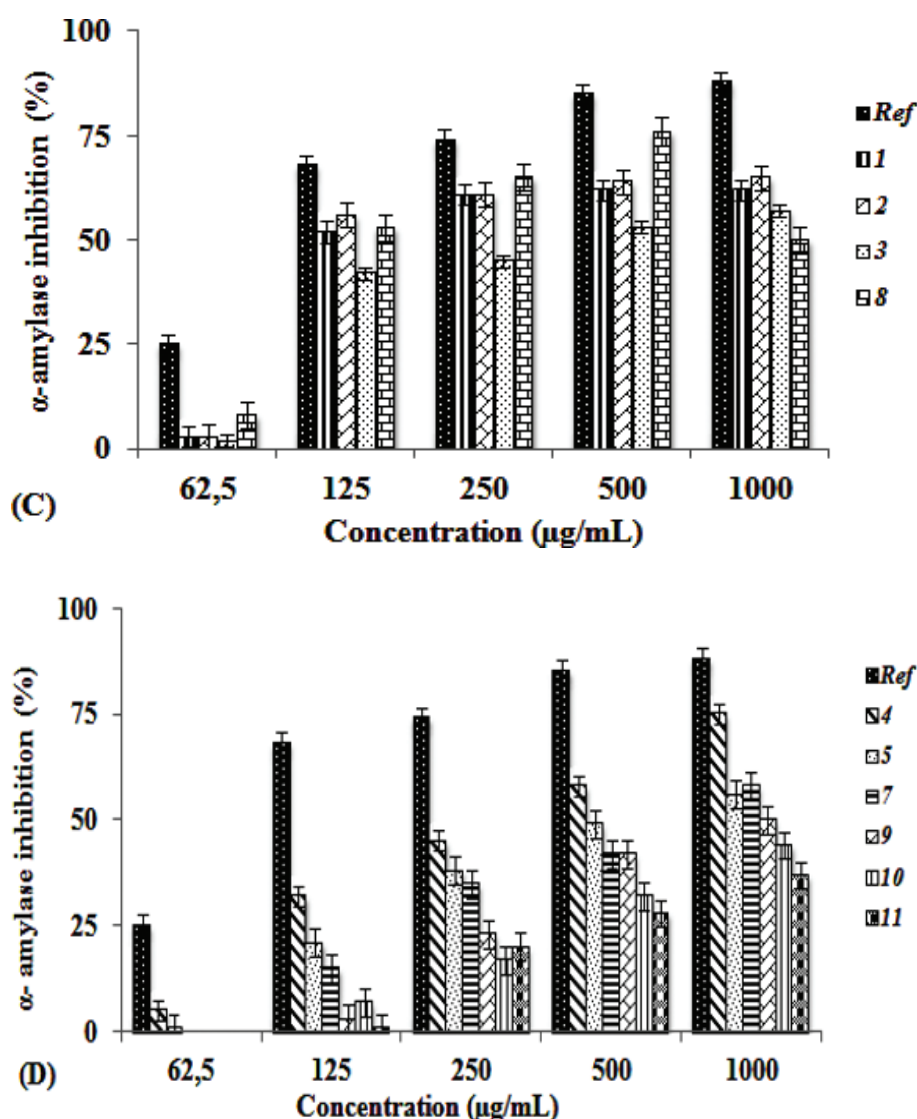 100
75
50
25
0
α-amylase inhibition (%)
62,5 125 250 500 1000
Concentration (µg/mL)
(C)
Ref
1
2
3
8
100
75
50
25
0
α- amylase inhibition (%)
62,5 125 250 500 1000
Concentration (µg/mL)
(D)
Ref
4
5
7
9
10
11